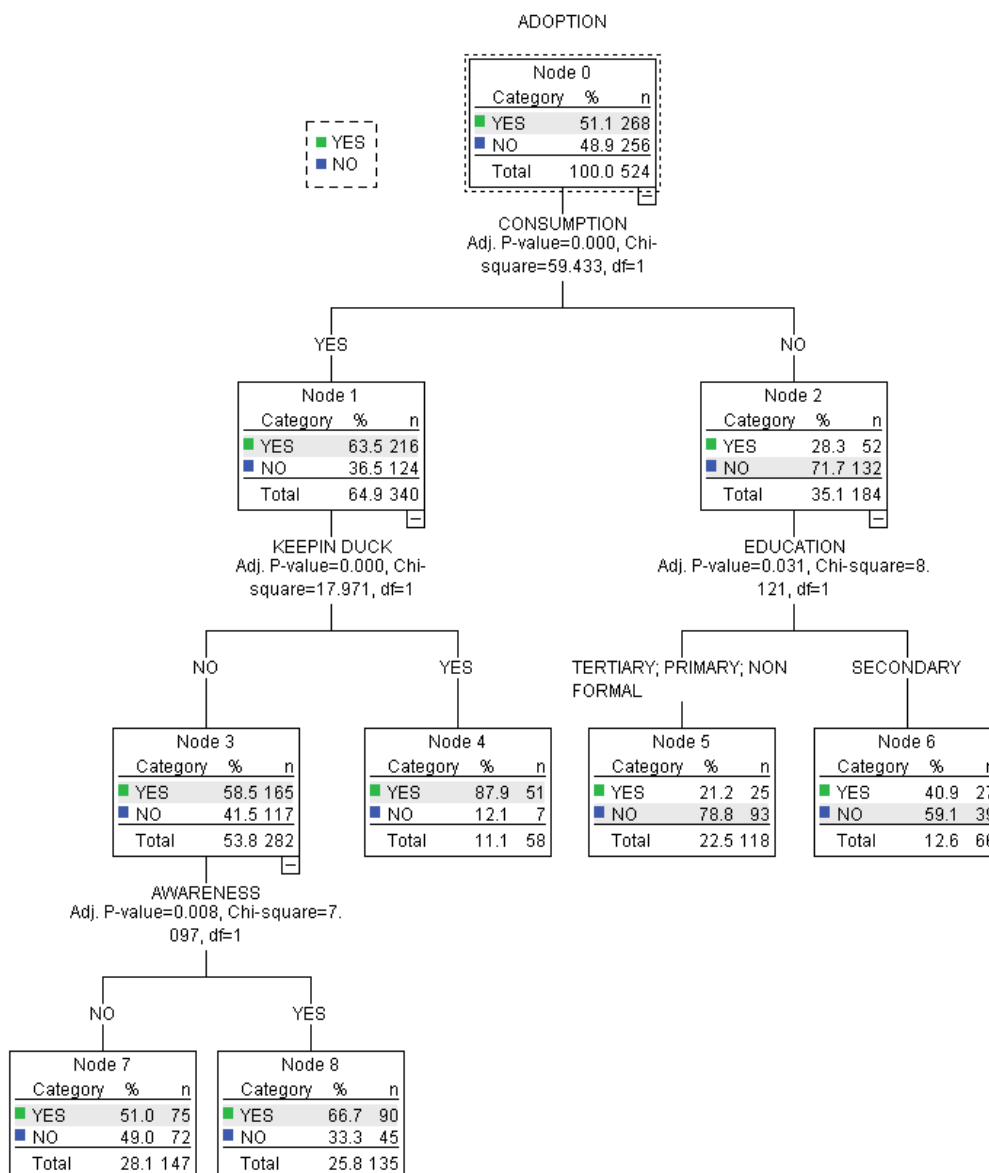 ADOPTION
Node 0
Category % n
YES 51.1 268
NO 48.9 256
Total 100.0 524
YES
NO
CONSUMPTION
Adj. P-value=0.000, Chi-
square=59.433, df=1
YES
NO
Node 1
Category % n
YES 63.5 216
NO 36.5 124
Total 64.9 340
Node 2
Category % n
YES 28.3 52
NO 71.7 132
Total 35.1 184
KEEPIN DUCK
Adj. P-value=0.000, Chi-
square=17.971, df=1
EDUCATION
Adj. P-value=0.031, Chi-square=8.
121, df=1
NO
YES
TERTIARY; PRIMARY; NON
FORMAL
SECONDARY
Node 3
Category % n
YES 58.5 165
NO 41.5 117
Total 53.8 282
Node 4
Category % n
YES 87.9 51
NO 12.1 7
Total 11.1 58
Node 5
Category % n
YES 21.2 25
NO 78.8 93
Total 22.5 118
Node 6
Category % n
YES 40.9 27
NO 59.1 39
Total 12.6 66
AWARENESS
Adj. P-value=0.008, Chi-square=7.
097, df=1
NO
YES
Node 7
Category % n
YES 51.0 75
NO 49.0 72
Total 28.1 147
Node 8
Category % n
YES 66.7 90
NO 33.3 45
Total 25.8 135